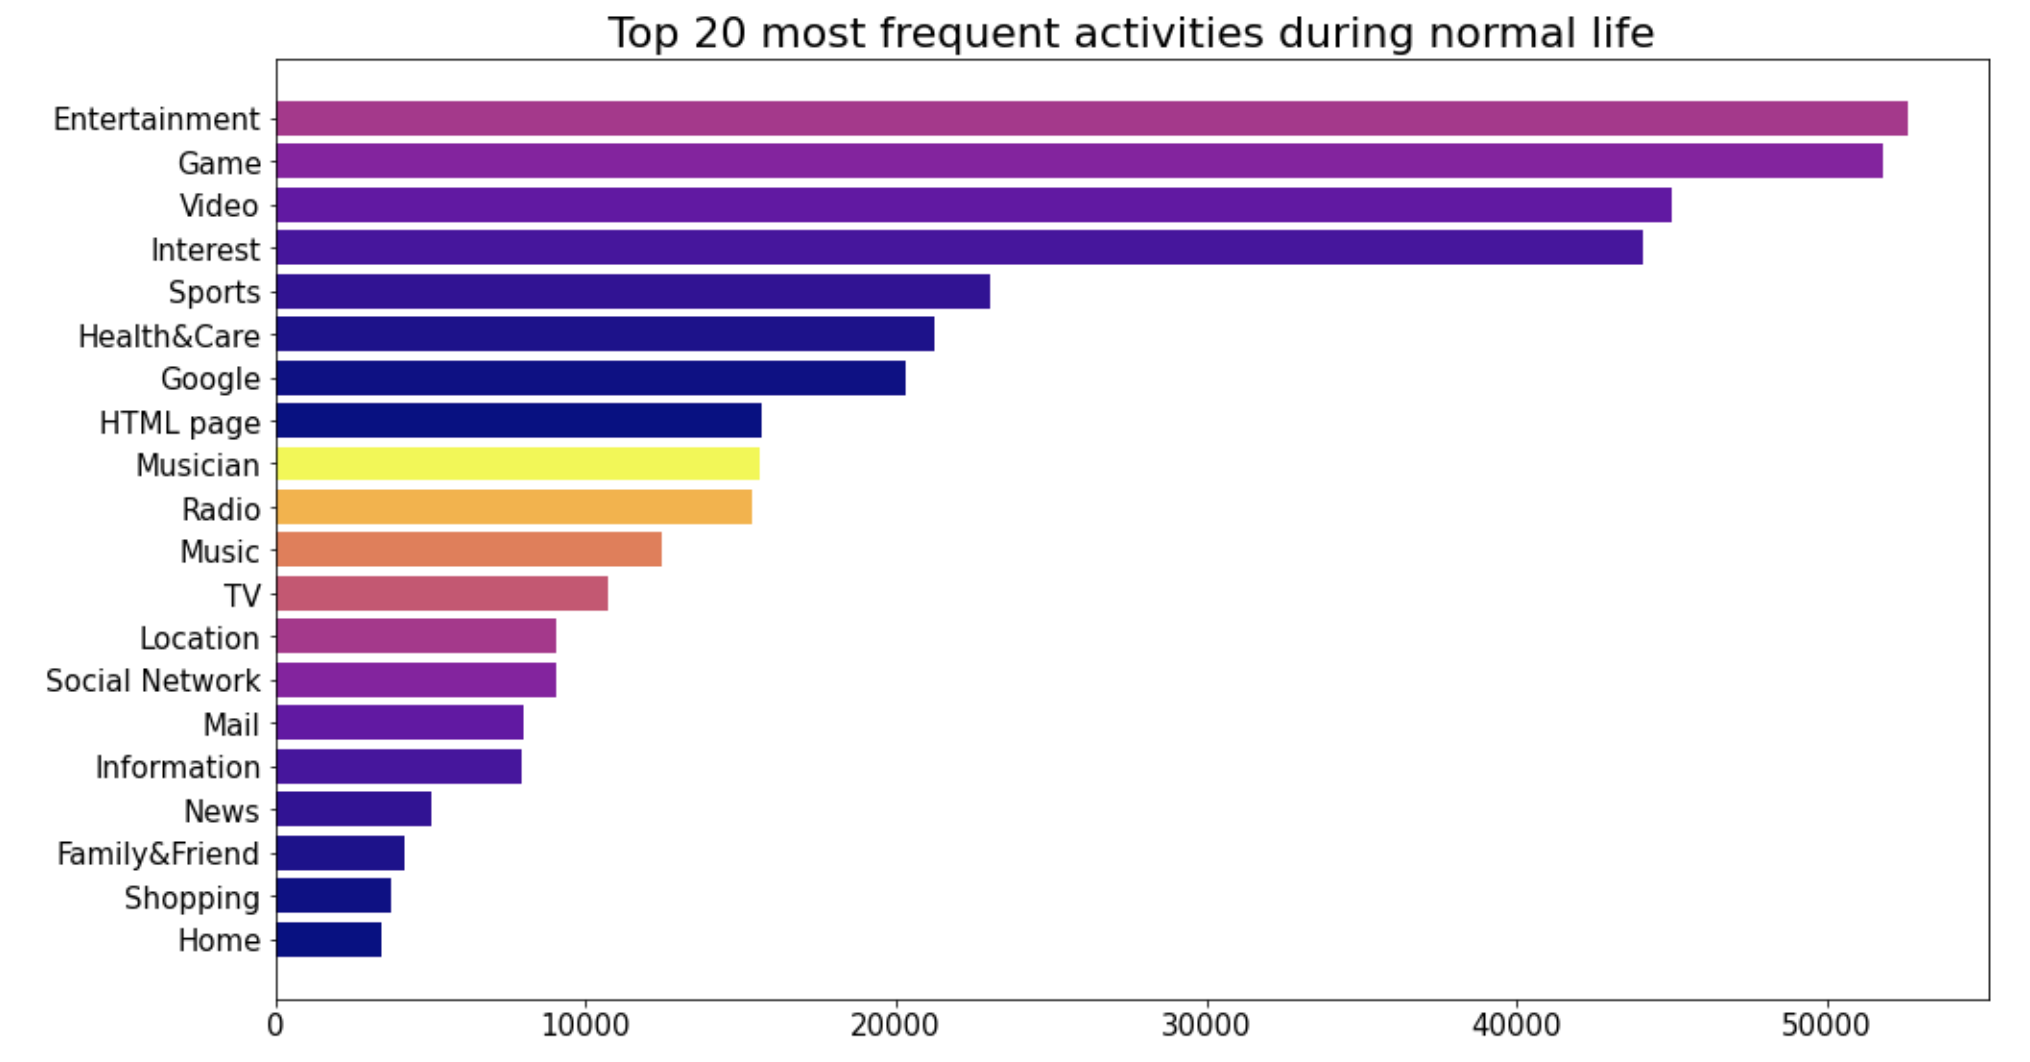 Top 20 most frequent activities during normal life
Entertainment
Game
Video
Interest
Sports
Health&Care
Google
HTML page
Musician
Radio
Music
TV
Location
Social Network
Mail
Information
News
Family&Friend
Shopping
Home
0 10000 20000 30000 40000 50000